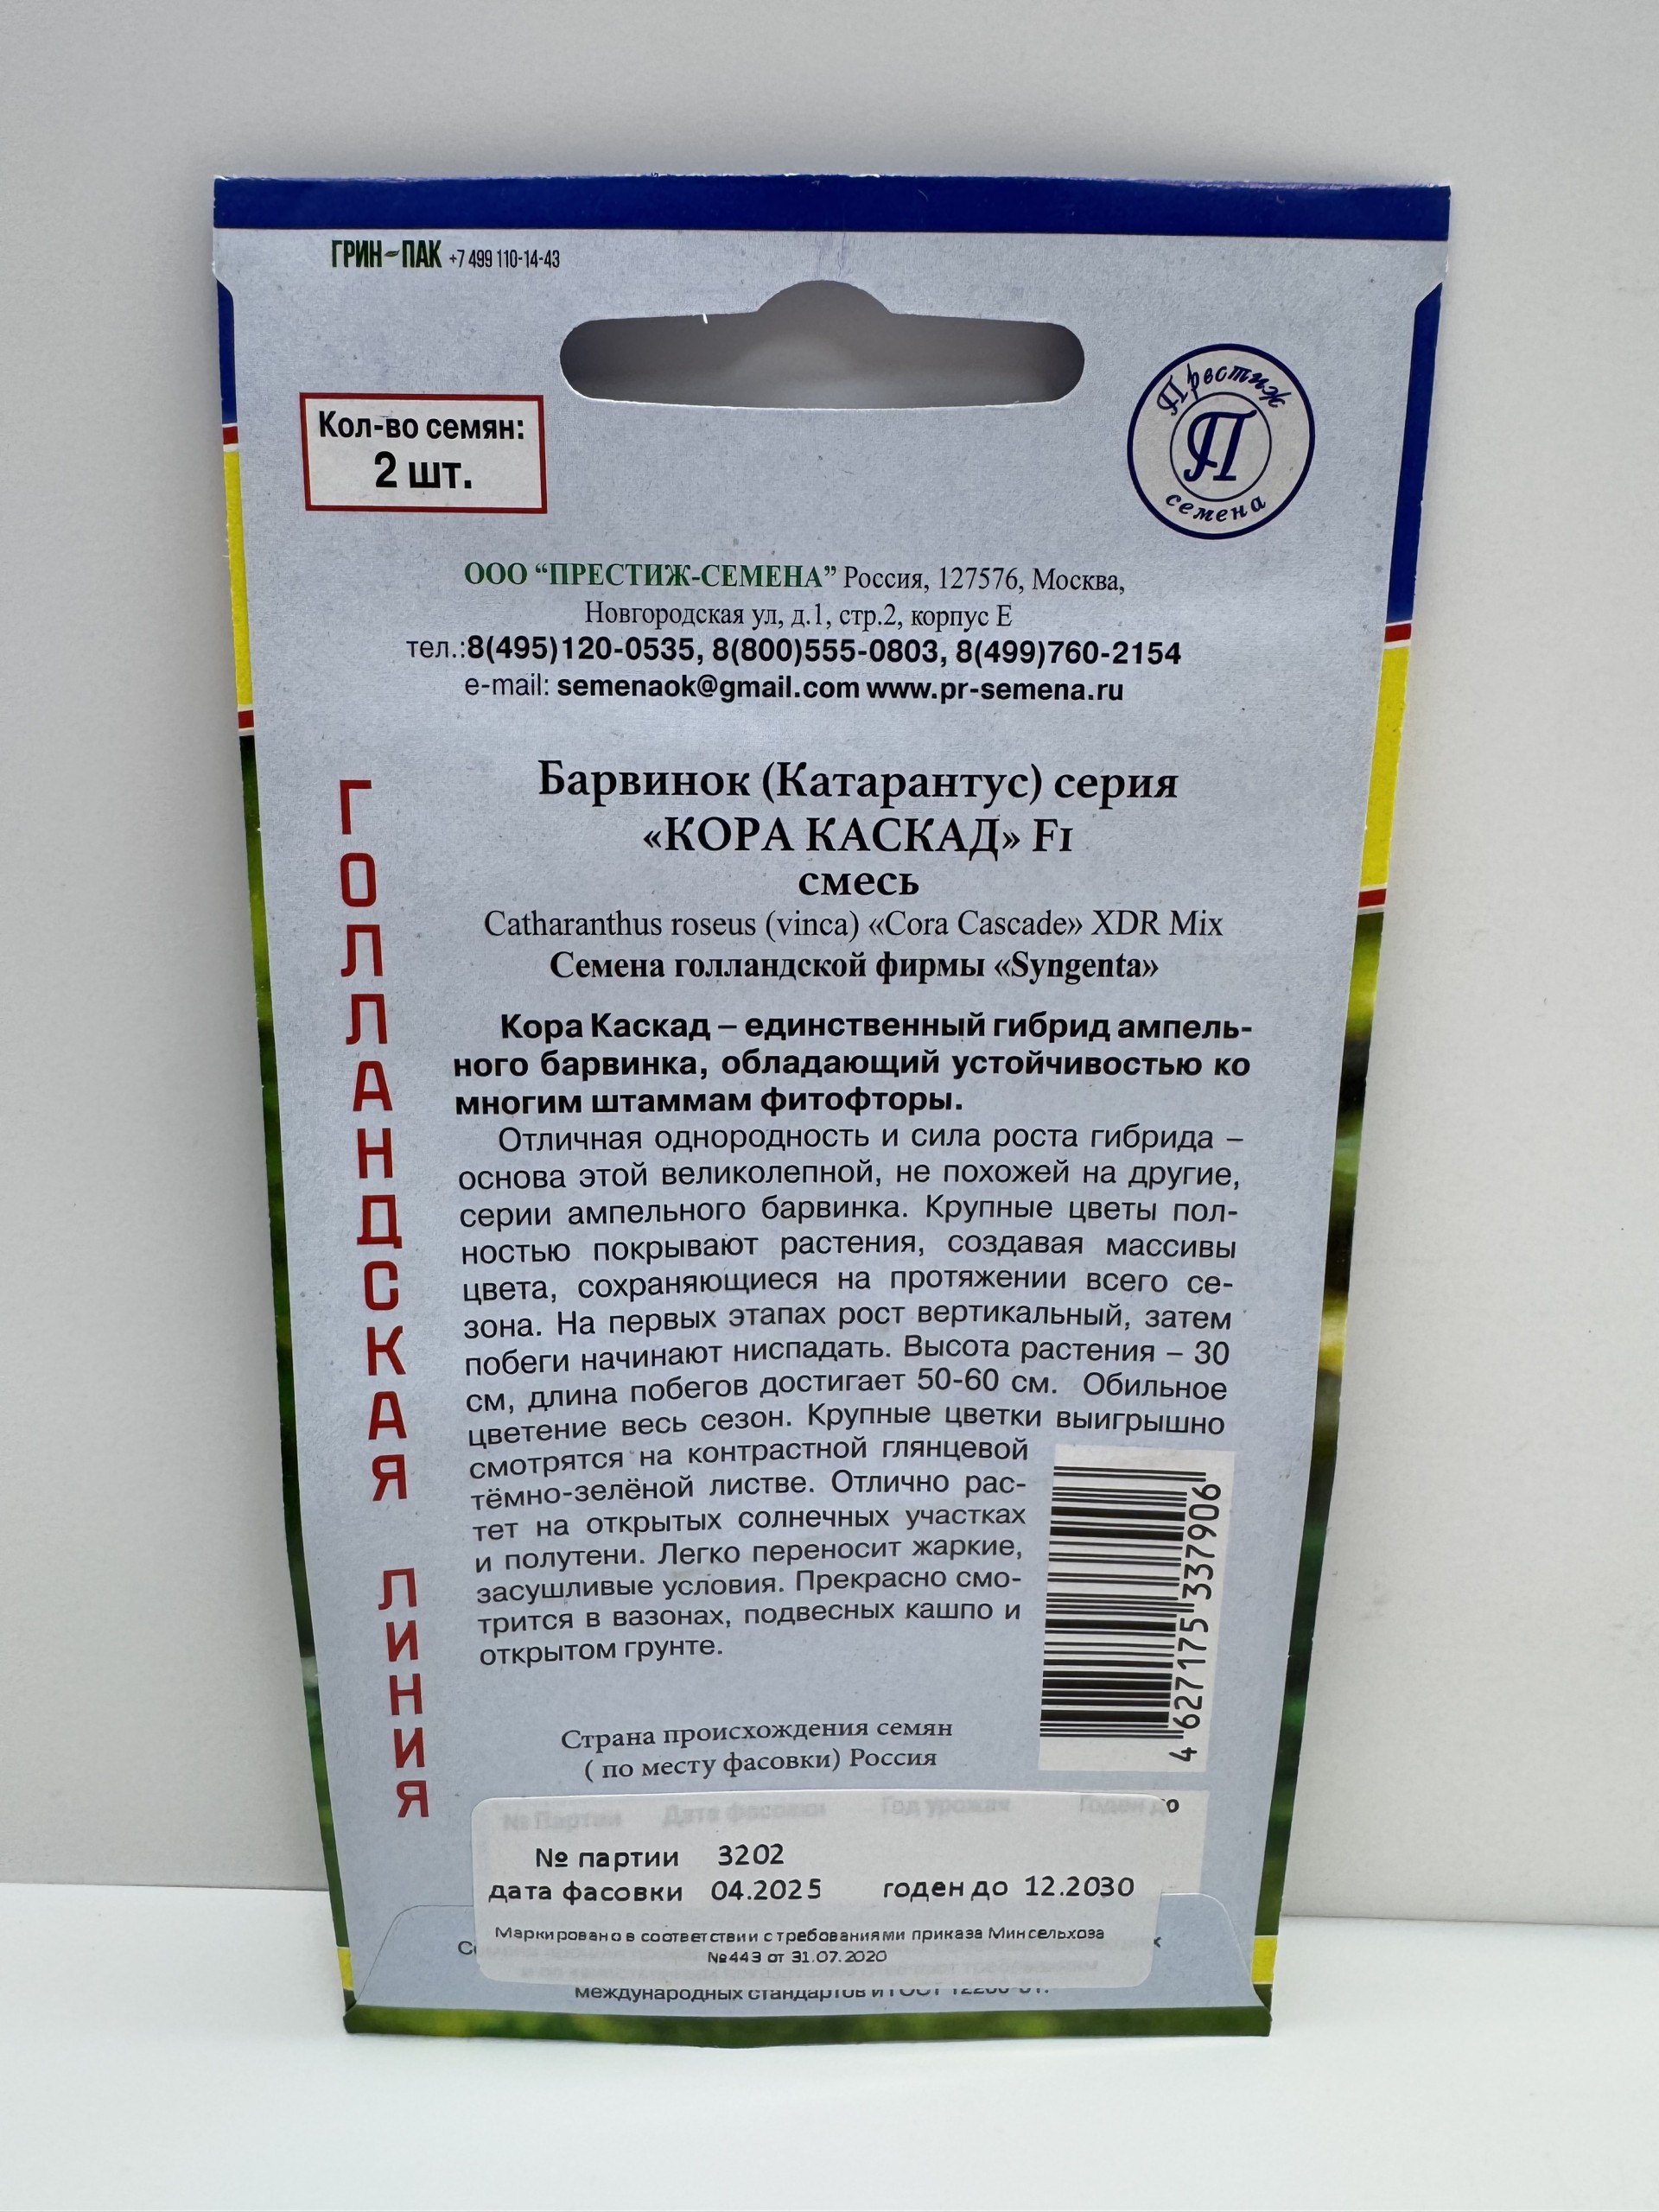 ГРИН-ПАК +7 499 110-14-43
Кол-во семян:
2 шт.
Престиж
П
семена
ООО “ПРЕСТИЖ-СЕМЕНА” Россия, 127576, Москва,
Новгородская ул, д.1, стр.2, корпус Е
тел.:8(495)120-0535, 8(800)555-0803, 8(499)760-2154
e-mail: semenaok@gmail.com www.pr-semena.ru
ГОЛЛАНДСКАЯ ЛИНИЯ
Барвинок (Катарантус) серия
«КОРА КАСКАД» F1
смесь
Catharanthus roseus (vinca) «Cora Cascade» XDR Mix
Семена голландской фирмы «Syngenta»
Кора Каскад – единственный гибрид ампель-
ного барвинка, обладающий устойчивостью ко
многим штаммам фитофторы.
Отличная однородность и сила роста гибрида –
основа этой великолепной, не похожей на другие,
серии ампельного барвинка. Крупные цветы пол-
ностью покрывают растения, создавая массивы
цвета, сохраняющиеся на протяжении всего се-
зона. На первых этапах рост вертикальный, затем
побеги начинают ниспадать. Высота растения – 30
см, длина побегов достигает 50-60 см. Обильное
цветение весь сезон. Крупные цветки выигрышно
смотрятся на контрастной глянцевой
тёмно-зелёной листве. Отлично рас-
тет на открытых солнечных участках
и полутени. Легко переносит жаркие,
засушливые условия. Прекрасно смо-
трится в вазонах, подвесных кашпо и
открытом грунте.
4 627175 337906
Страна происхождения семян
( по месту фасовки) Россия
№ Партии Дата фасовки Год урожая Годен до
№ партии 3202
дата фасовки 04.2025 годен до 12.2030
Маркировано в соответствии с требованиями приказа Минсельхоза
№443 от 31.07.2020
международных стандартов и ГОСТ